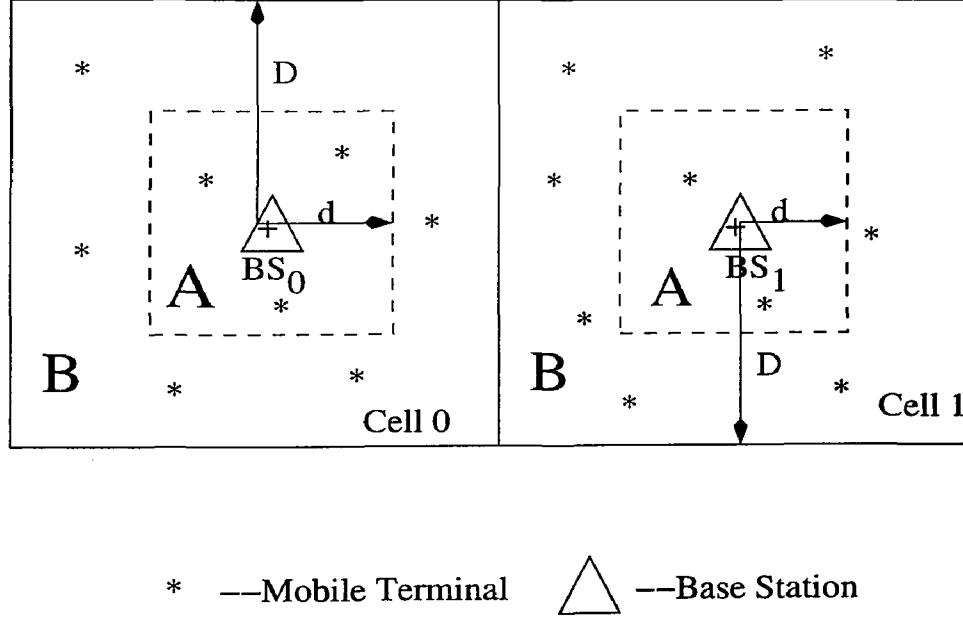 D
d
BS0
A
B
Cell 0
d
BS1
A
D
B
Cell 1
* --Mobile Terminal
--Base Station